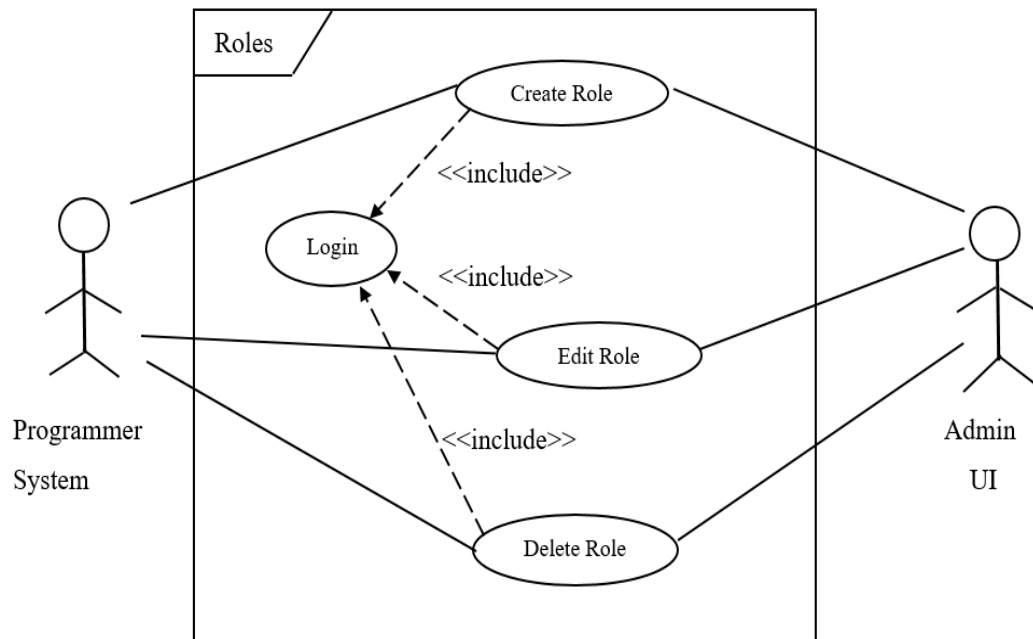 Roles
Create Role
<<include>>
Login
<<include>>
Edit Role
Programmer
System
<<include>>
Admin
UI
Delete Role